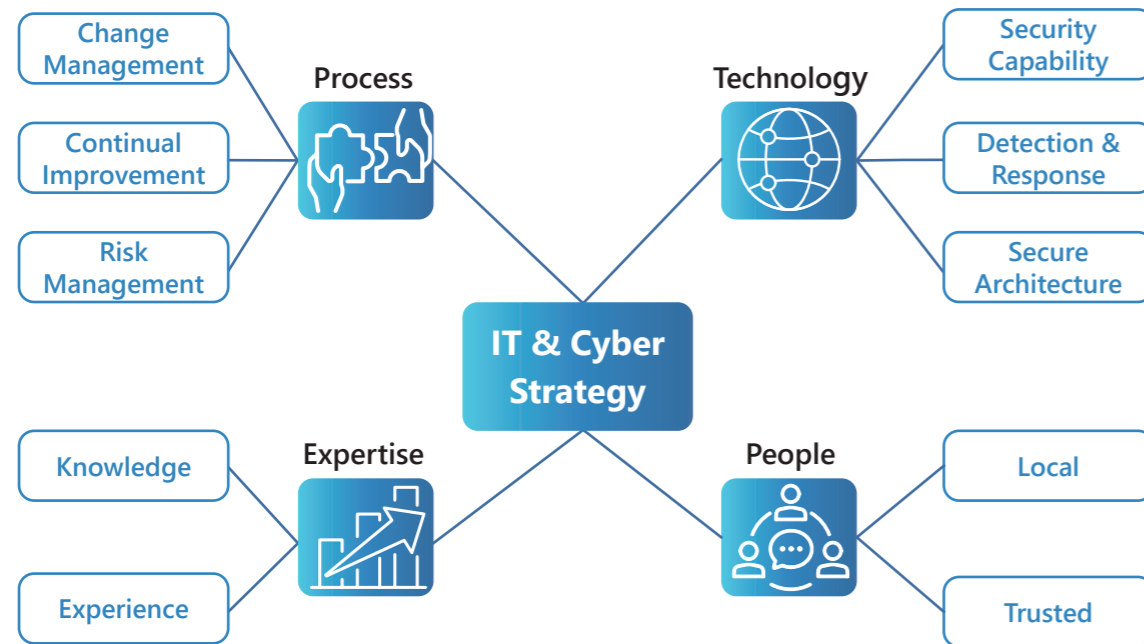 Change
Management
Process
Continual
Improvement
Risk
Management
Technology
Security
Capability
Detection &
Response
Secure
Architecture
IT & Cyber
Strategy
Expertise
Knowledge
Experience
People
Local
Trusted